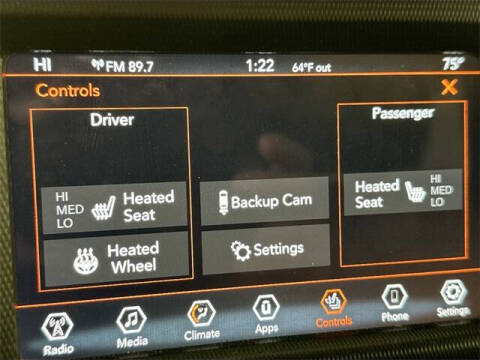 HI FM 89.7 1:22 64°F out 75°
Controls
Driver
Passenger
HI
MED
LO
Heated
Seat
Backup Cam
Heated
Seat
HI
MED
LO
Heated
Wheel
Settings
Radio Media Climate Apps Controls Phone Settings